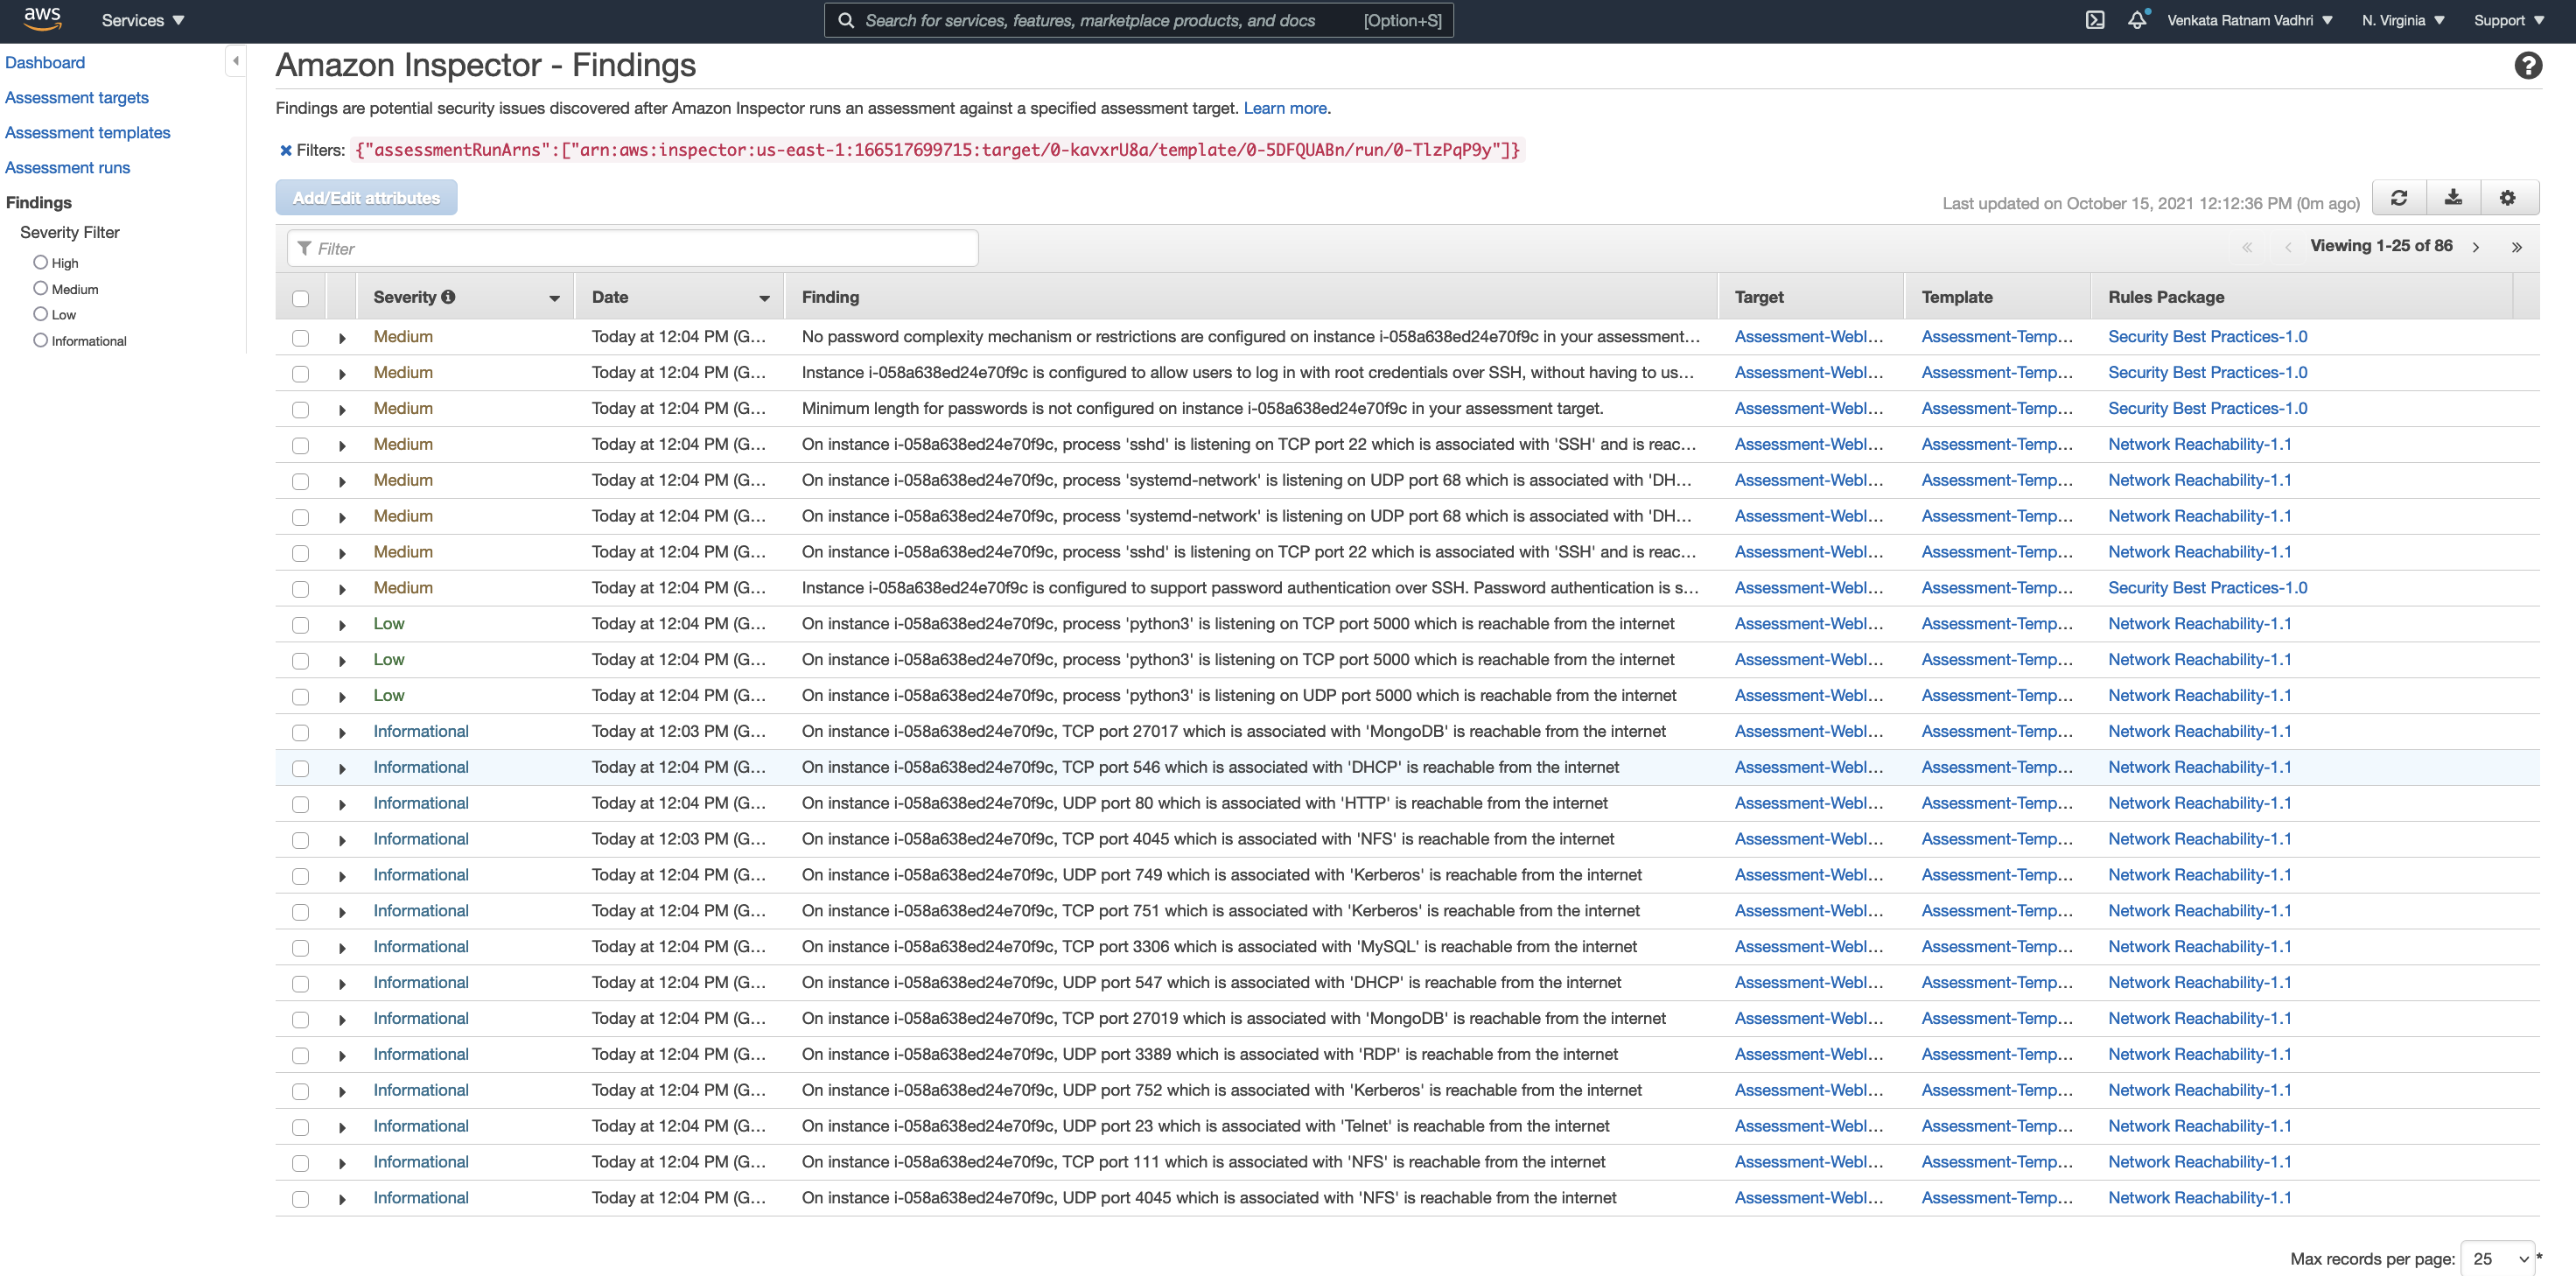 aws Services Search for services, features, marketplace products, and docs [Option+S] Venkata Ratnam Vadhri N. Virginia Support
Dashboard
Assessment targets
Assessment templates
Assessment runs
Findings
Severity Filter
High
Medium
Low
Informational
Amazon Inspector - Findings
Findings are potential security issues discovered after Amazon Inspector runs an assessment against a specified assessment target. Learn more.
Filters: {"assessmentRunArns":["arn:aws:inspector:us-east-1:166517699715:target/0-kavxrU8a/template/0-5DFQUABn/run/0-TlzPqP9y"]}
Add/Edit attributes
Last updated on October 15, 2021 12:12:36 PM (0m ago)
Filter
« ‹ Viewing 1-25 of 86 › »
Severity Date Finding Target Template Rules Package
Medium Today at 12:04 PM (G... No password complexity mechanism or restrictions are configured on instance i-058a638ed24e70f9c in your assessment... Assessment-Webl... Assessment-Temp... Security Best Practices-1.0
Medium Today at 12:04 PM (G... Instance i-058a638ed24e70f9c is configured to allow users to log in with root credentials over SSH, without having to us... Assessment-Webl... Assessment-Temp... Security Best Practices-1.0
Medium Today at 12:04 PM (G... Minimum length for passwords is not configured on instance i-058a638ed24e70f9c in your assessment target. Assessment-Webl... Assessment-Temp... Security Best Practices-1.0
Medium Today at 12:04 PM (G... On instance i-058a638ed24e70f9c, process 'sshd' is listening on TCP port 22 which is associated with 'SSH' and is reac... Assessment-Webl... Assessment-Temp... Network Reachability-1.1
Medium Today at 12:04 PM (G... On instance i-058a638ed24e70f9c, process 'systemd-network' is listening on UDP port 68 which is associated with 'DH... Assessment-Webl... Assessment-Temp... Network Reachability-1.1
Medium Today at 12:04 PM (G... On instance i-058a638ed24e70f9c, process 'systemd-network' is listening on UDP port 68 which is associated with 'DH... Assessment-Webl... Assessment-Temp... Network Reachability-1.1
Medium Today at 12:04 PM (G... On instance i-058a638ed24e70f9c, process 'sshd' is listening on TCP port 22 which is associated with 'SSH' and is reac... Assessment-Webl... Assessment-Temp... Network Reachability-1.1
Medium Today at 12:04 PM (G... Instance i-058a638ed24e70f9c is configured to support password authentication over SSH. Password authentication is s... Assessment-Webl... Assessment-Temp... Security Best Practices-1.0
Low Today at 12:04 PM (G... On instance i-058a638ed24e70f9c, process 'python3' is listening on TCP port 5000 which is reachable from the internet Assessment-Webl... Assessment-Temp... Network Reachability-1.1
Low Today at 12:04 PM (G... On instance i-058a638ed24e70f9c, process 'python3' is listening on TCP port 5000 which is reachable from the internet Assessment-Webl... Assessment-Temp... Network Reachability-1.1
Low Today at 12:04 PM (G... On instance i-058a638ed24e70f9c, process 'python3' is listening on UDP port 5000 which is reachable from the internet Assessment-Webl... Assessment-Temp... Network Reachability-1.1
Informational Today at 12:03 PM (G... On instance i-058a638ed24e70f9c, TCP port 27017 which is associated with 'MongoDB' is reachable from the internet Assessment-Webl... Assessment-Temp... Network Reachability-1.1
Informational Today at 12:04 PM (G... On instance i-058a638ed24e70f9c, TCP port 546 which is associated with 'DHCP' is reachable from the internet Assessment-Webl... Assessment-Temp... Network Reachability-1.1
Informational Today at 12:04 PM (G... On instance i-058a638ed24e70f9c, UDP port 80 which is associated with 'HTTP' is reachable from the internet Assessment-Webl... Assessment-Temp... Network Reachability-1.1
Informational Today at 12:03 PM (G... On instance i-058a638ed24e70f9c, TCP port 4045 which is associated with 'NFS' is reachable from the internet Assessment-Webl... Assessment-Temp... Network Reachability-1.1
Informational Today at 12:04 PM (G... On instance i-058a638ed24e70f9c, UDP port 749 which is associated with 'Kerberos' is reachable from the internet Assessment-Webl... Assessment-Temp... Network Reachability-1.1
Informational Today at 12:04 PM (G... On instance i-058a638ed24e70f9c, TCP port 751 which is associated with 'Kerberos' is reachable from the internet Assessment-Webl... Assessment-Temp... Network Reachability-1.1
Informational Today at 12:04 PM (G... On instance i-058a638ed24e70f9c, TCP port 3306 which is associated with 'MySQL' is reachable from the internet Assessment-Webl... Assessment-Temp... Network Reachability-1.1
Informational Today at 12:04 PM (G... On instance i-058a638ed24e70f9c, UDP port 547 which is associated with 'DHCP' is reachable from the internet Assessment-Webl... Assessment-Temp... Network Reachability-1.1
Informational Today at 12:04 PM (G... On instance i-058a638ed24e70f9c, TCP port 27019 which is associated with 'MongoDB' is reachable from the internet Assessment-Webl... Assessment-Temp... Network Reachability-1.1
Informational Today at 12:04 PM (G... On instance i-058a638ed24e70f9c, UDP port 3389 which is associated with 'RDP' is reachable from the internet Assessment-Webl... Assessment-Temp... Network Reachability-1.1
Informational Today at 12:04 PM (G... On instance i-058a638ed24e70f9c, UDP port 752 which is associated with 'Kerberos' is reachable from the internet Assessment-Webl... Assessment-Temp... Network Reachability-1.1
Informational Today at 12:04 PM (G... On instance i-058a638ed24e70f9c, UDP port 23 which is associated with 'Telnet' is reachable from the internet Assessment-Webl... Assessment-Temp... Network Reachability-1.1
Informational Today at 12:04 PM (G... On instance i-058a638ed24e70f9c, TCP port 111 which is associated with 'NFS' is reachable from the internet Assessment-Webl... Assessment-Temp... Network Reachability-1.1
Informational Today at 12:04 PM (G... On instance i-058a638ed24e70f9c, UDP port 4045 which is associated with 'NFS' is reachable from the internet Assessment-Webl... Assessment-Temp... Network Reachability-1.1
Max records per page: 25 *